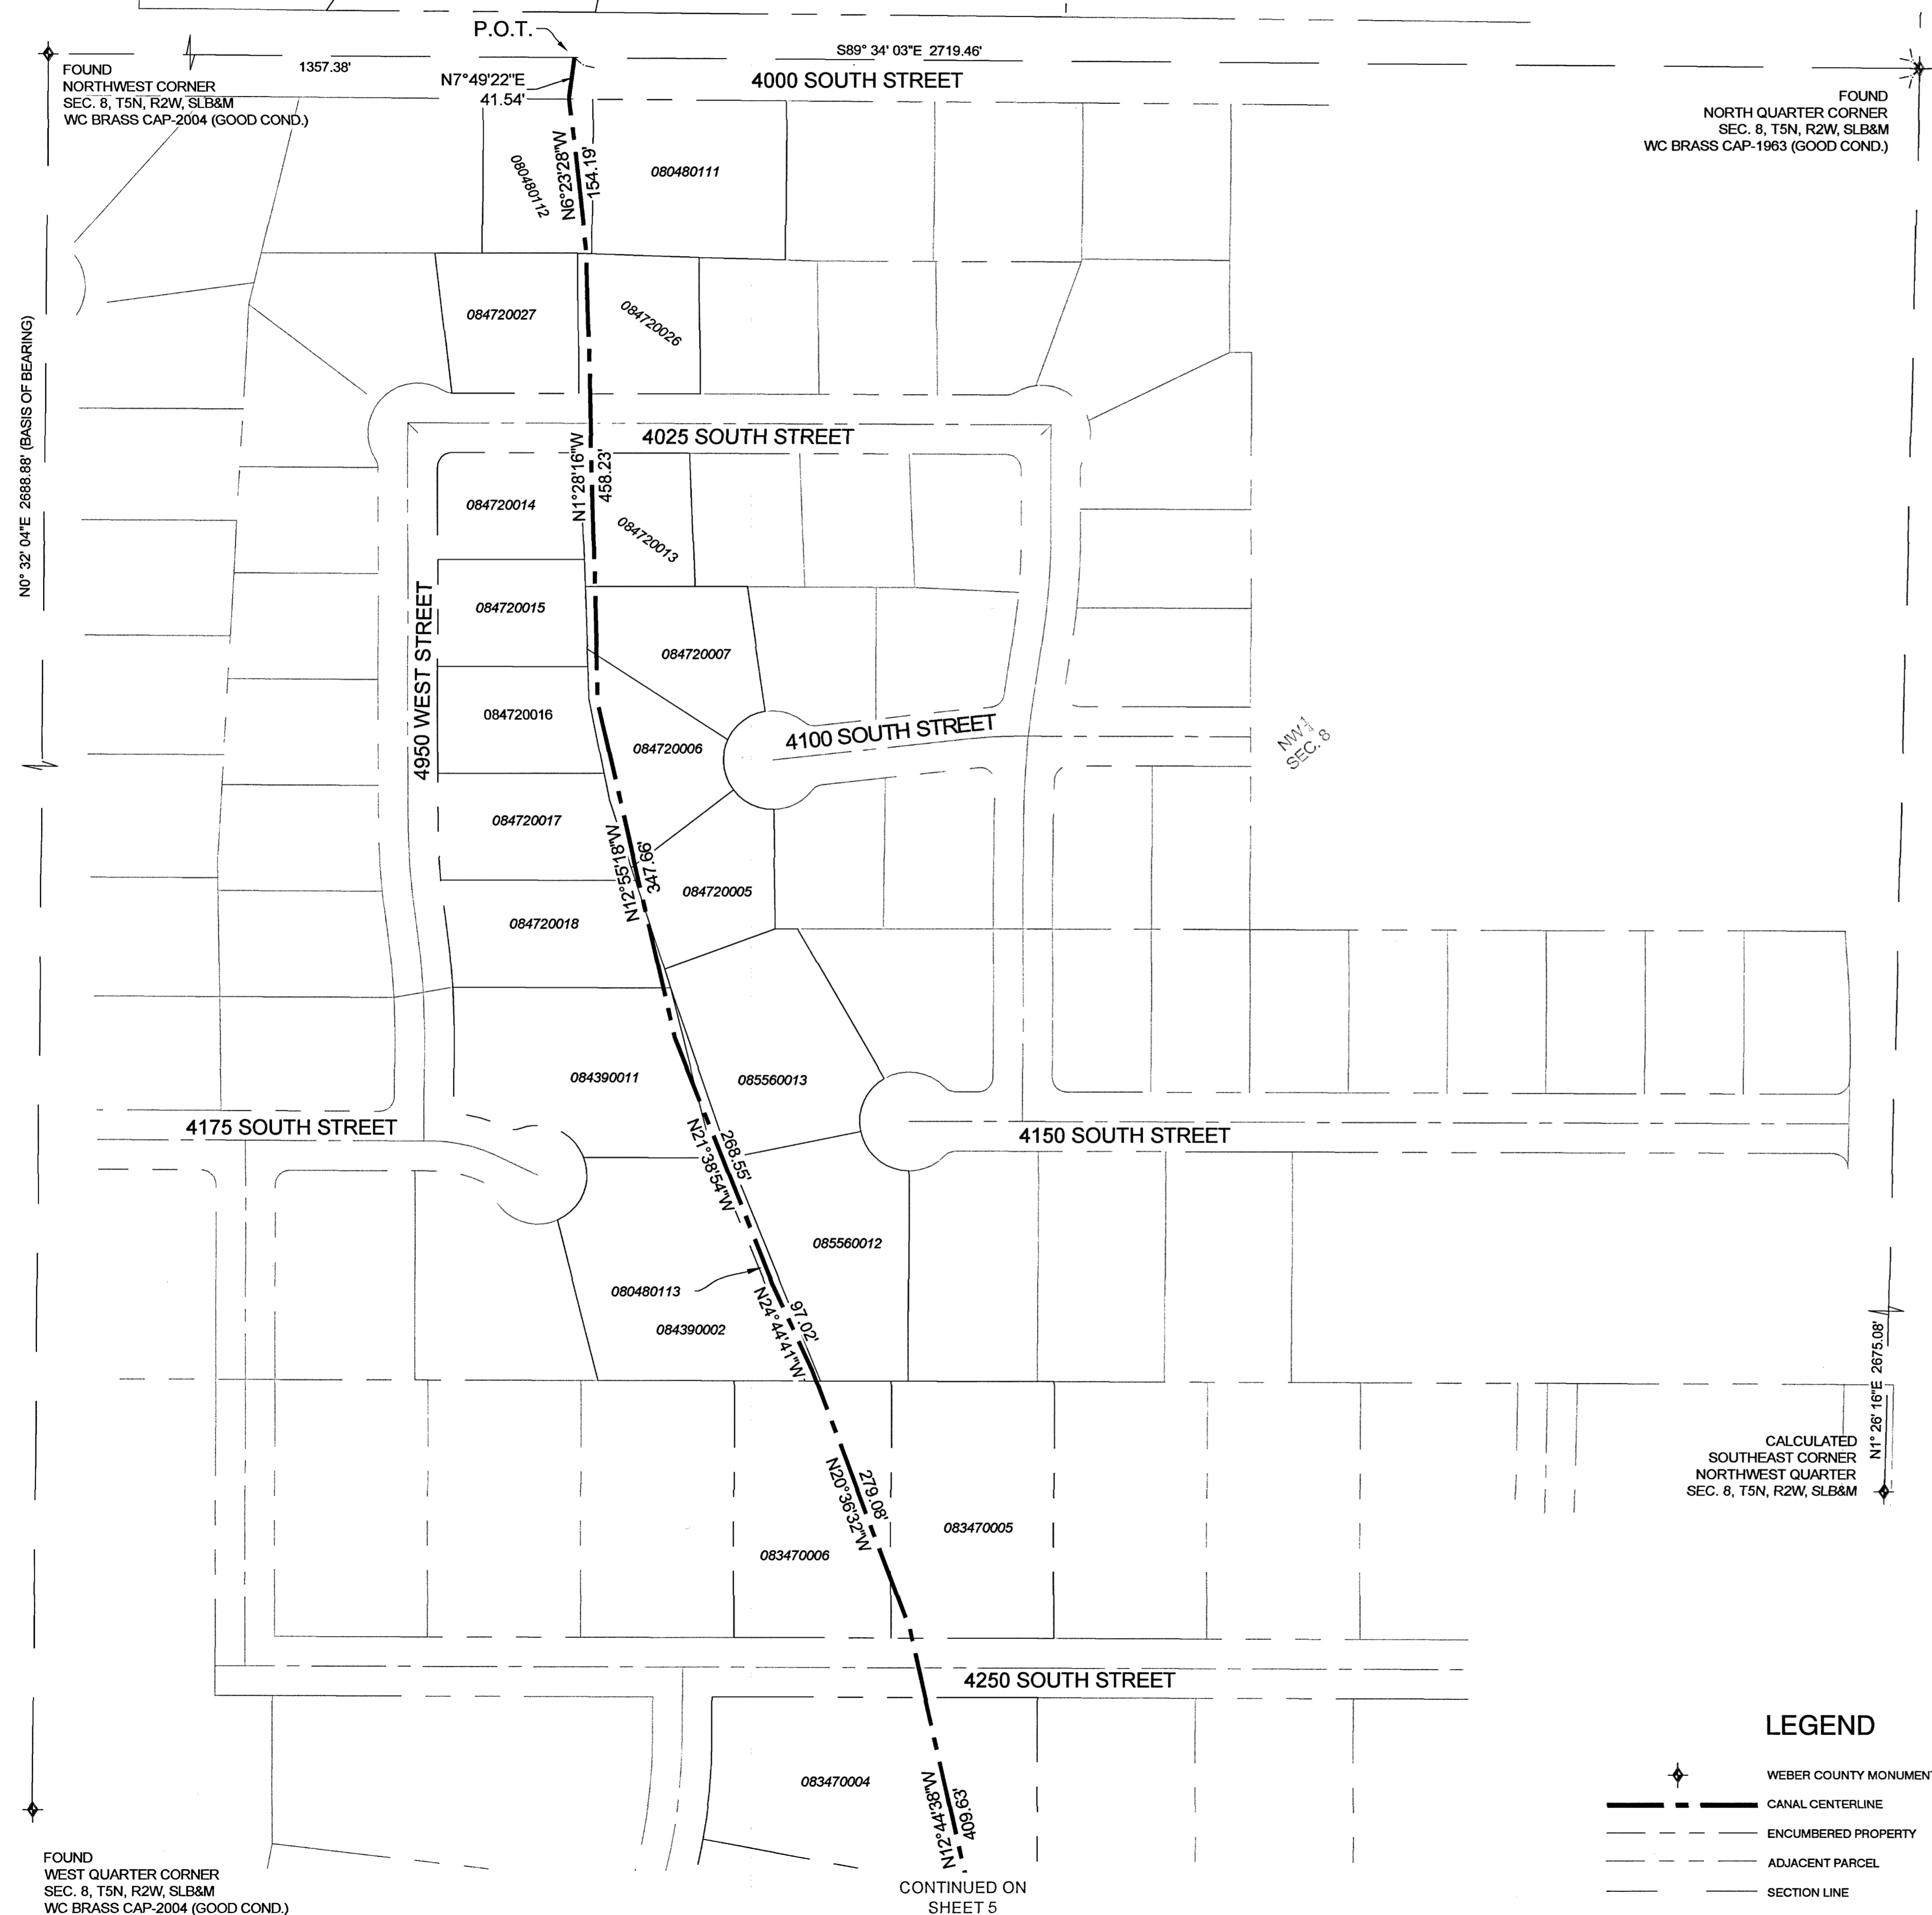 P.O.T.
S89° 34' 03"E 2719.46'
1357.38'
4000 SOUTH STREET
FOUND
NORTHWEST CORNER
SEC. 8, T5N, R2W, SLB&M
WC BRASS CAP-2004 (GOOD COND.)
N7°49'22"E
41.54'
FOUND
NORTH QUARTER CORNER
SEC. 8, T5N, R2W, SLB&M
WC BRASS CAP-1963 (GOOD COND.)
080480112
N6°23'28"W
154.19'
080480111
084720027
084720026
N0° 32' 04"E 2688.88' (BASIS OF BEARING)
4025 SOUTH STREET
N1°28'16"W
458.23'
084720014
084720013
4950 WEST STREET
084720015
084720007
084720016
084720006
4100 SOUTH STREET
NW 1/4
SEC. 8
084720017
N12°55'18"W
347.66'
084720005
084720018
084390011
085560013
4175 SOUTH STREET
4150 SOUTH STREET
268.55'
N21°38'54"W
085560012
080480113
97.02'
N24°44'41"W
084390002
N1° 26' 16"E 2675.08'
CALCULATED
SOUTHEAST CORNER
NORTHWEST QUARTER
SEC. 8, T5N, R2W, SLB&M
279.08'
N20°36'32"W
083470005
083470006
4250 SOUTH STREET
083470004
N12°44'38"W
409.63'
CONTINUED ON
SHEET 5
FOUND
WEST QUARTER CORNER
SEC. 8, T5N, R2W, SLB&M
WC BRASS CAP-2004 (GOOD COND.)
LEGEND
WEBER COUNTY MONUMENT
CANAL CENTERLINE
ENCUMBERED PROPERTY
ADJACENT PARCEL
SECTION LINE